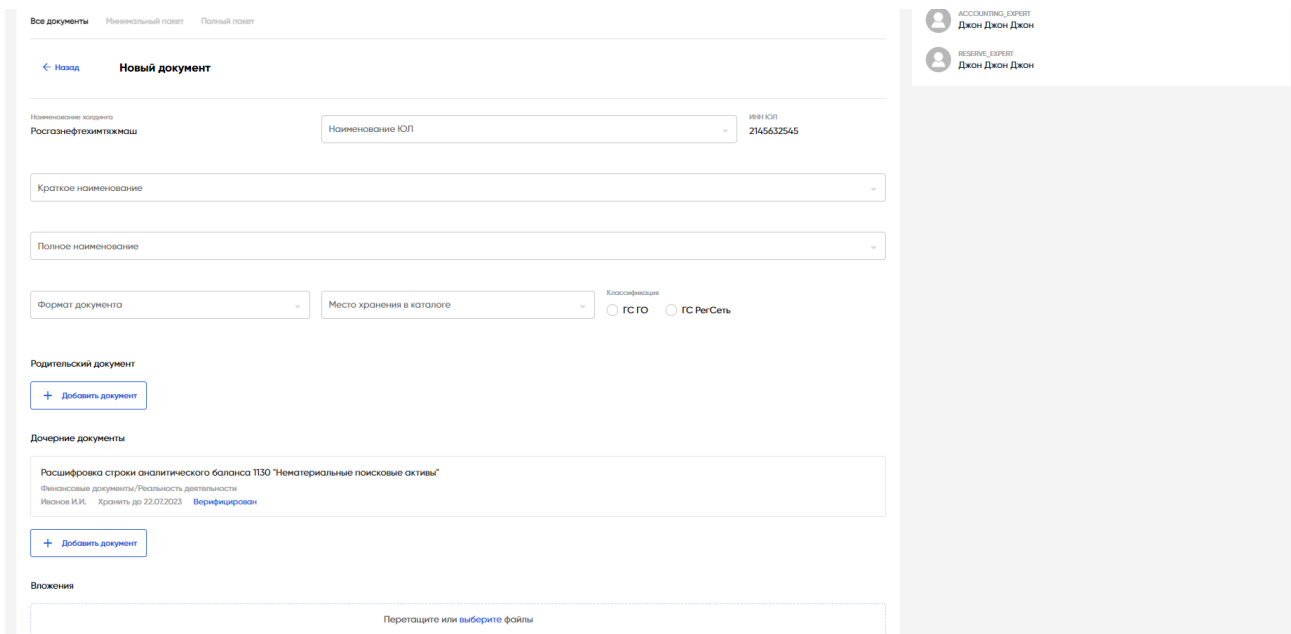 Все документы Минимальный пакет Полный пакет
← Назад Новый документ
Наименование холдинга
Росгазнефтехимтяжмаш
Наименование ЮЛ
ИНН ЮЛ
2145632545
Краткое наименование
Полное наименование
Формат документа
Место хранения в каталоге
Классификация
ГС ГО ГС РегСеть
Родительский документ
+ Добавить документ
Дочерние документы
Расшифровка строки аналитического баланса 1130 "Нематериальные поисковые активы"
Финансовые документы/Реальность деятельности
Иванов И.И. Хранить до 22.07.2023 Верифицирован
+ Добавить документ
Вложения
Перетащите или выберите файлы
ACCOUNTING_EXPERT
Джон Джон Джон
RESERVE_EXPERT
Джон Джон Джон